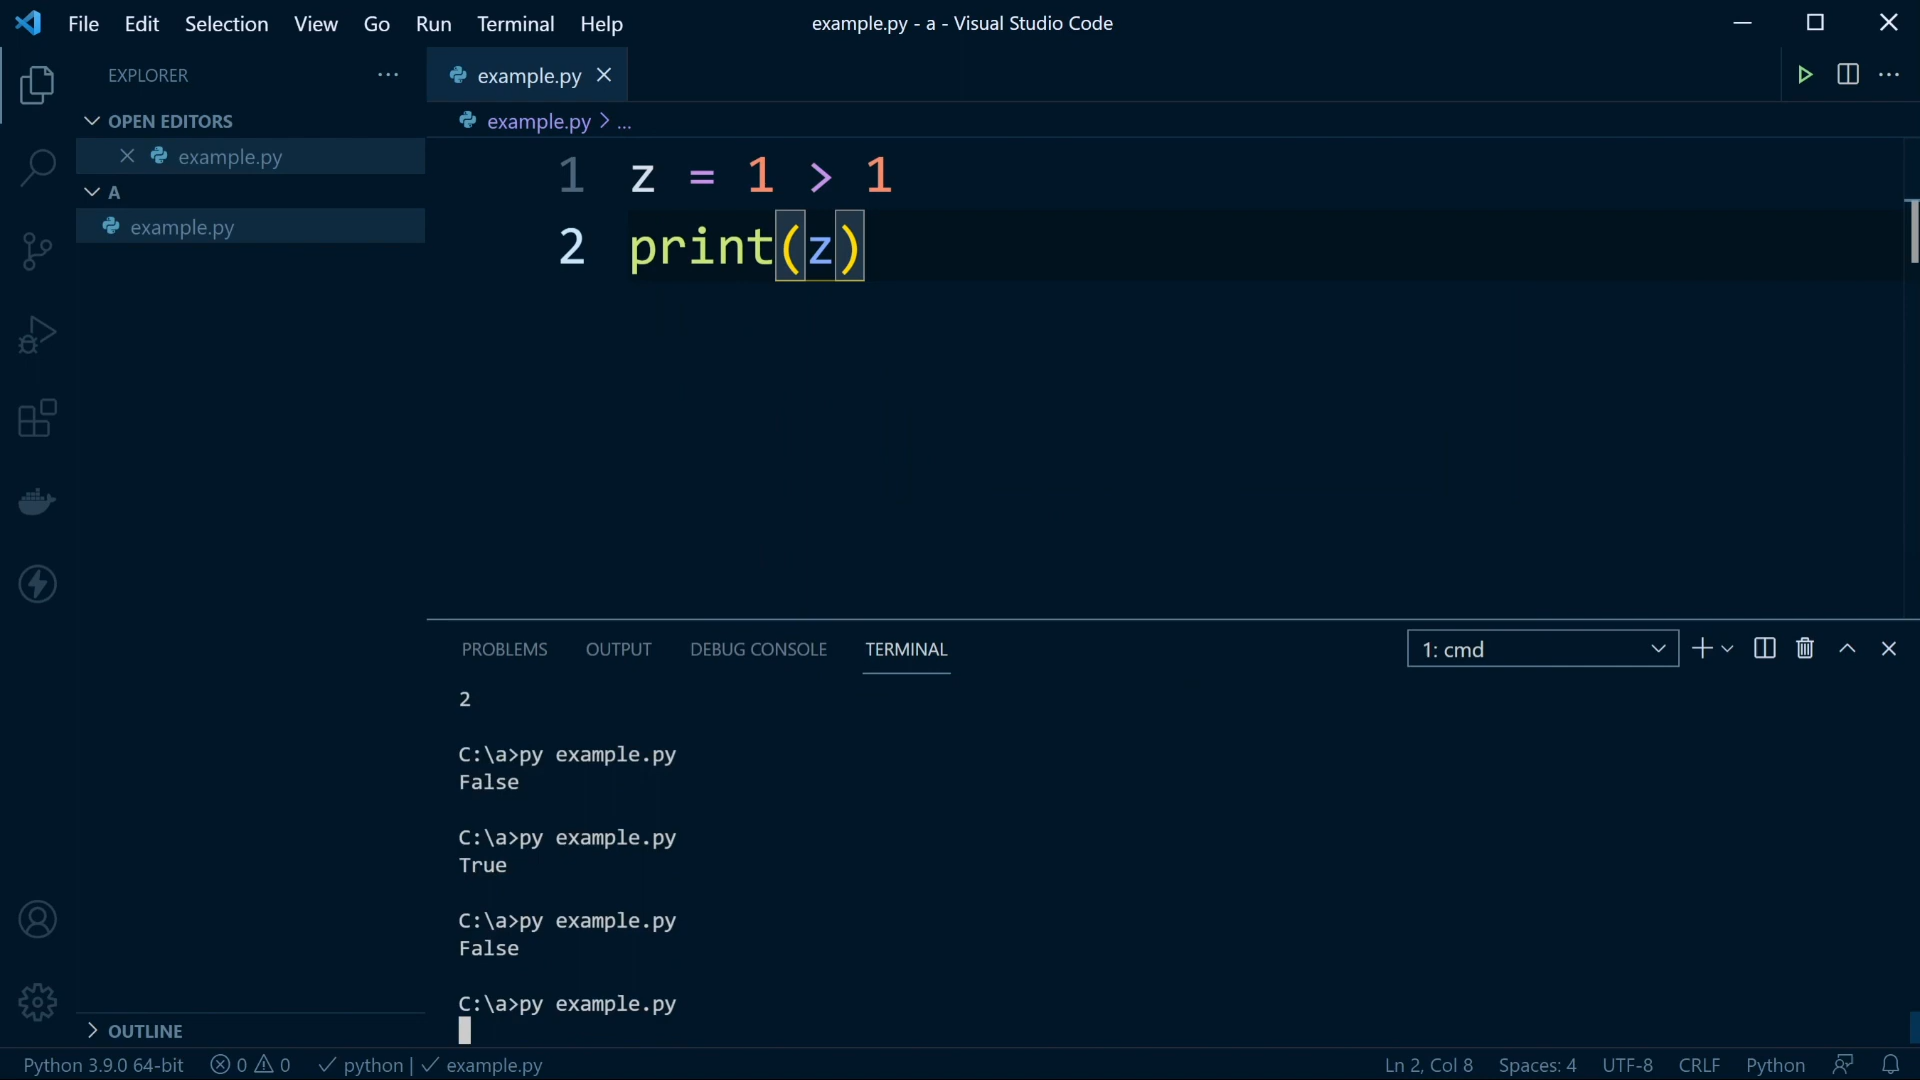 File Edit Selection View Go Run Terminal Help
example.py - a - Visual Studio Code
EXPLORER
OPEN EDITORS
example.py
A
example.py
OUTLINE
example.py
example.py > ...
1 z = 1 > 1
2 print(z)
PROBLEMS OUTPUT DEBUG CONSOLE TERMINAL
1: cmd
2
C:\a>py example.py
False
C:\a>py example.py
True
C:\a>py example.py
False
C:\a>py example.py
Python 3.9.0 64-bit 0 0 python | example.py Ln 2, Col 8 Spaces: 4 UTF-8 CRLF Python